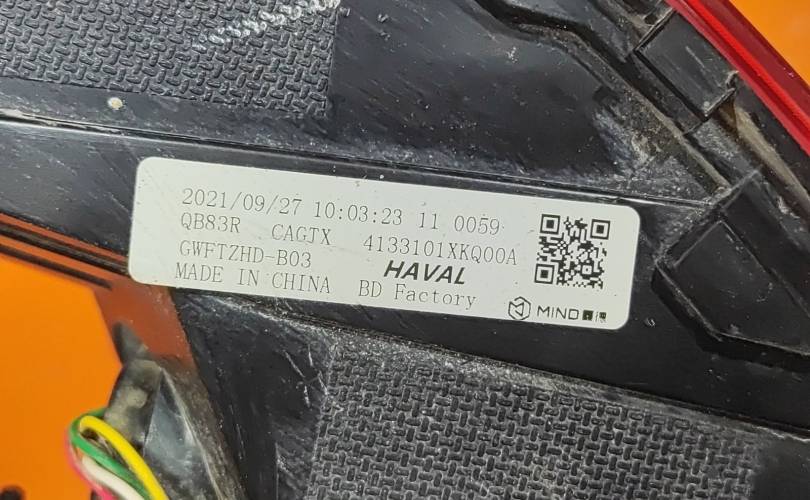 2021/09/27 10:03:23 11 0059
QB83R CAGTX 4133101XKQ00A
GWFTZHD-B03 HAVAL
MADE IN CHINA BD Factory
MIND